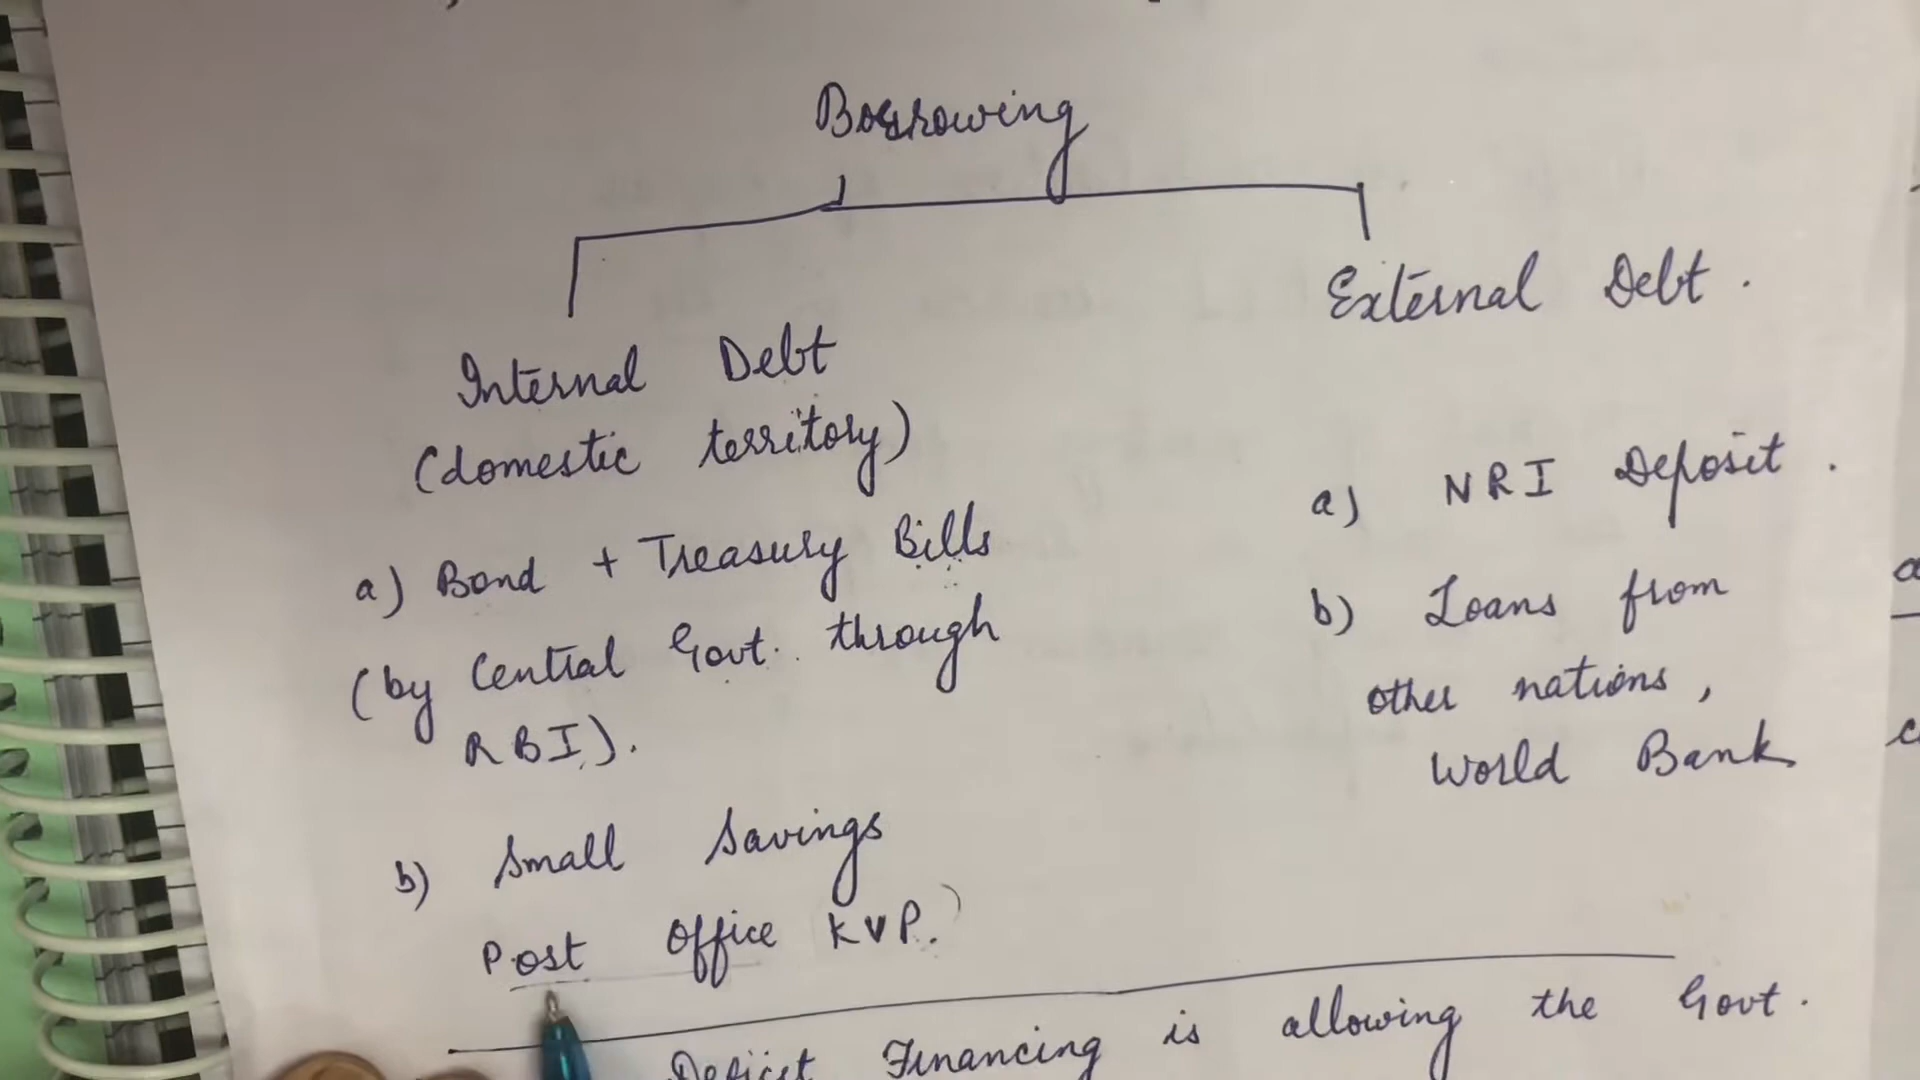 Borrowing
Internal Debt
(domestic territory)
a) Bond + Treasury Bills
(by Central Govt. through
RBI).
b) Small Savings
Post Office KVP.)
External Debt.
a) NRI Deposit.
b) Loans from
other nations,
World Bank
Deficit Financing is allowing the Govt.